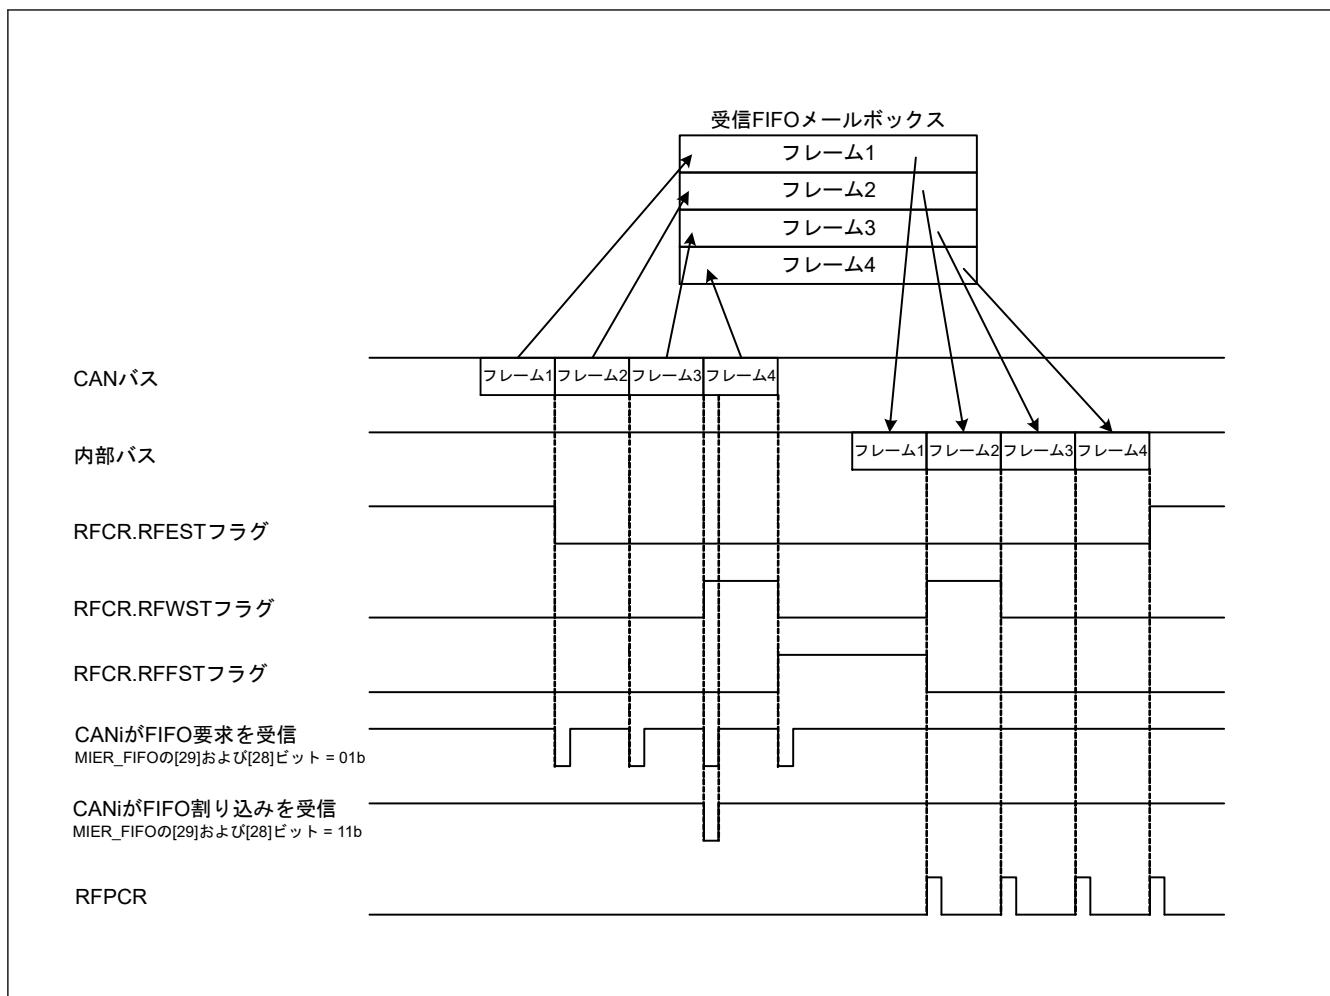 受信FIFOメールボックス
フレーム1
フレーム2
フレーム3
フレーム4
CANバス
フレーム1 フレーム2 フレーム3 フレーム4
内部バス
フレーム1 フレーム2 フレーム3 フレーム4
RFCR.RFESTフラグ
RFCR.RFWSTフラグ
RFCR.RFFSTフラグ
CANiがFIFO要求を受信
MIER_FIFOの[29]および[28]ビット = 01b
CANiがFIFO割り込みを受信
MIER_FIFOの[29]および[28]ビット = 11b
RFPCR